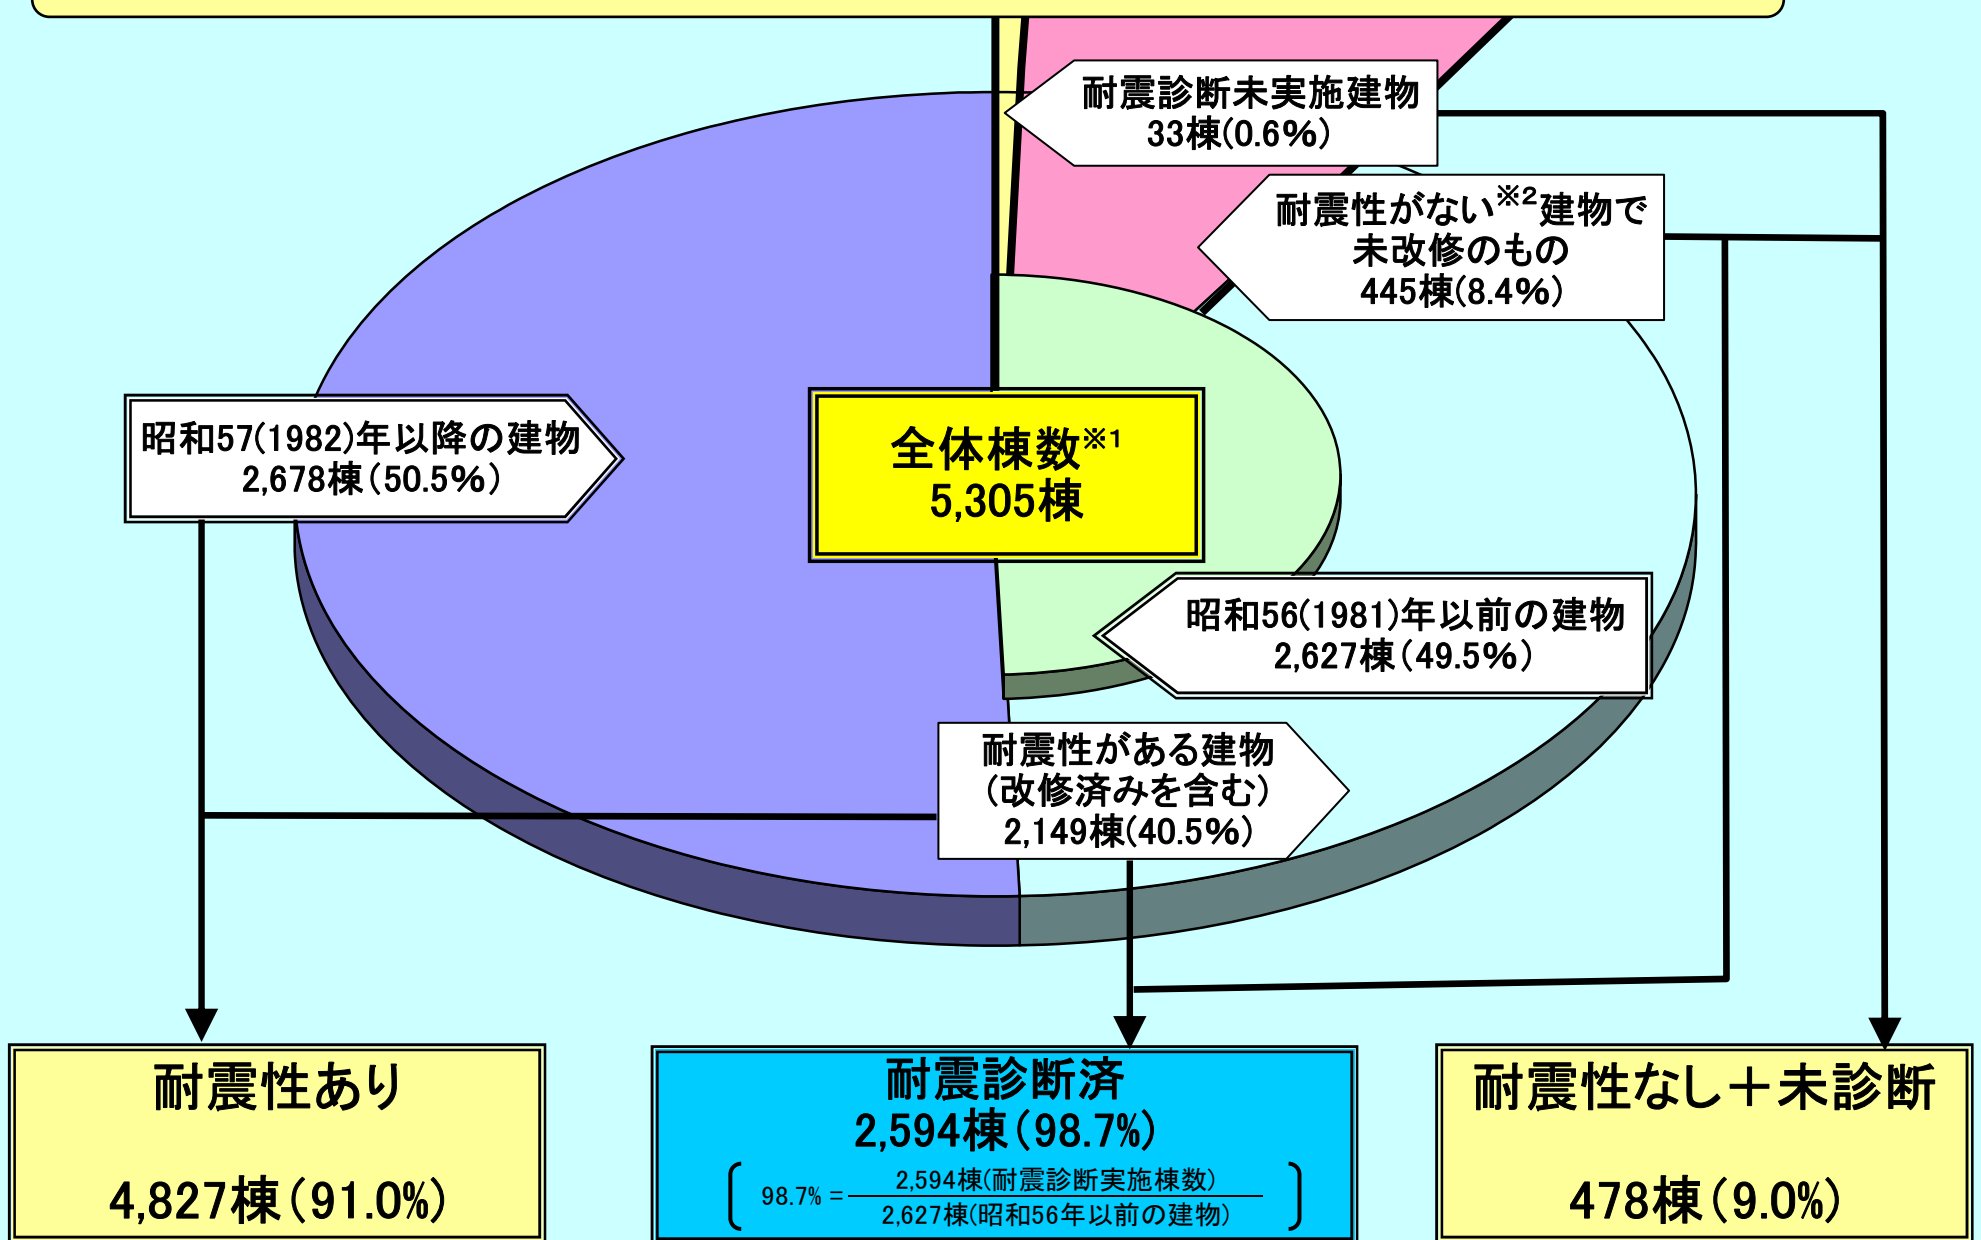 耐震診断未実施建物
33棟(0.6%)
耐震性がない※2建物で
未改修のもの
445棟(8.4%)
昭和57(1982)年以降の建物
2,678棟(50.5%)
全体棟数※1
5,305棟
昭和56(1981)年以前の建物
2,627棟(49.5%)
耐震性がある建物
(改修済みを含む)
2,149棟(40.5%)
耐震性あり
4,827棟(91.0%)
耐震診断済
2,594棟(98.7%)
98.7% =
2,594棟(耐震診断実施棟数)
2,627棟(昭和56年以前の建物)
耐震性なし+未診断
478棟(9.0%)